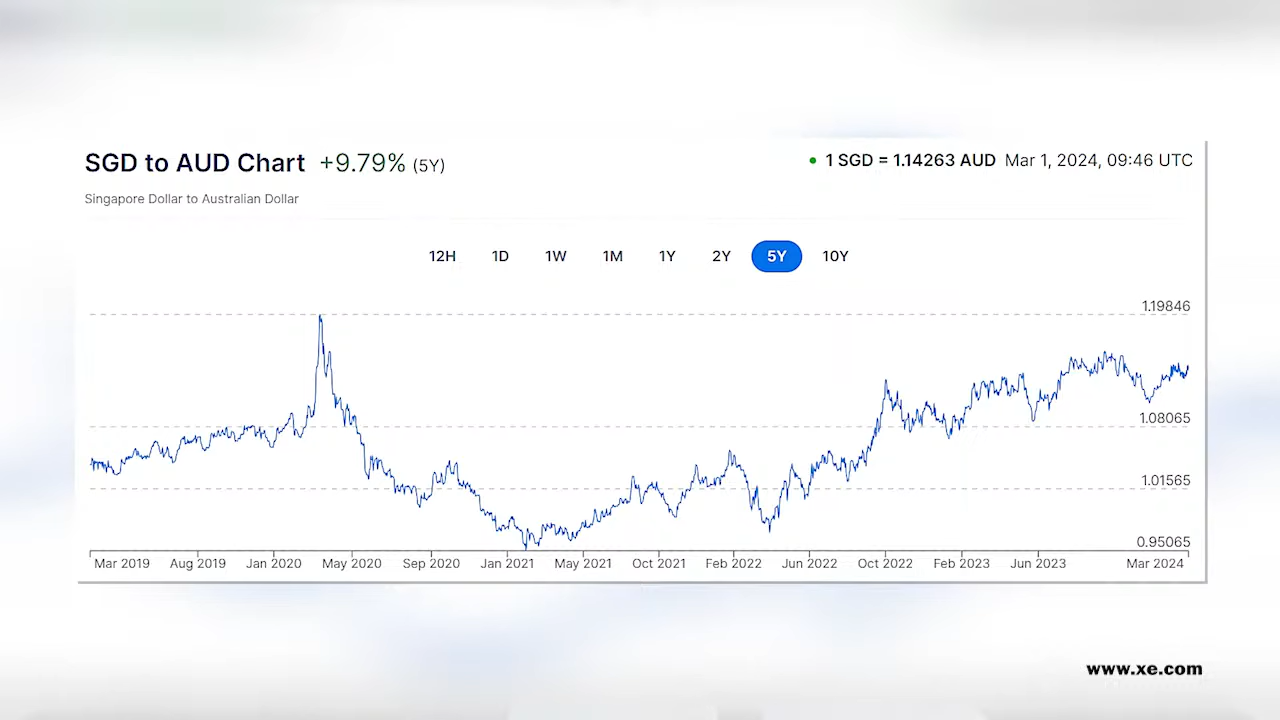 SGD to AUD Chart +9.79% (5Y)
1 SGD = 1.14263 AUD Mar 1, 2024, 09:46 UTC
Singapore Dollar to Australian Dollar
12H 1D 1W 1M 1Y 2Y 5Y 10Y
1.19846
1.08065
1.01565
0.95065
Mar 2019 Aug 2019 Jan 2020 May 2020 Sep 2020 Jan 2021 May 2021 Oct 2021 Feb 2022 Jun 2022 Oct 2022 Feb 2023 Jun 2023 Mar 2024
www.xe.com